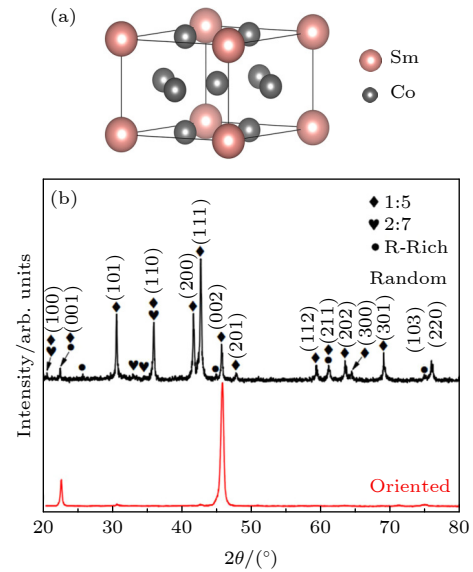 (a)
Sm
Co
(b)
♦ 1:5
♥ 2:7
● R-Rich
Random
(100)
(001)
(101)
(110)
(200)
(111)
(002)
(201)
(112)
(211)
(202)
(300)
(301)
(103)
(220)
Oriented
Intensity/arb. units
20 30 40 50 60 70 80
2θ/(°)